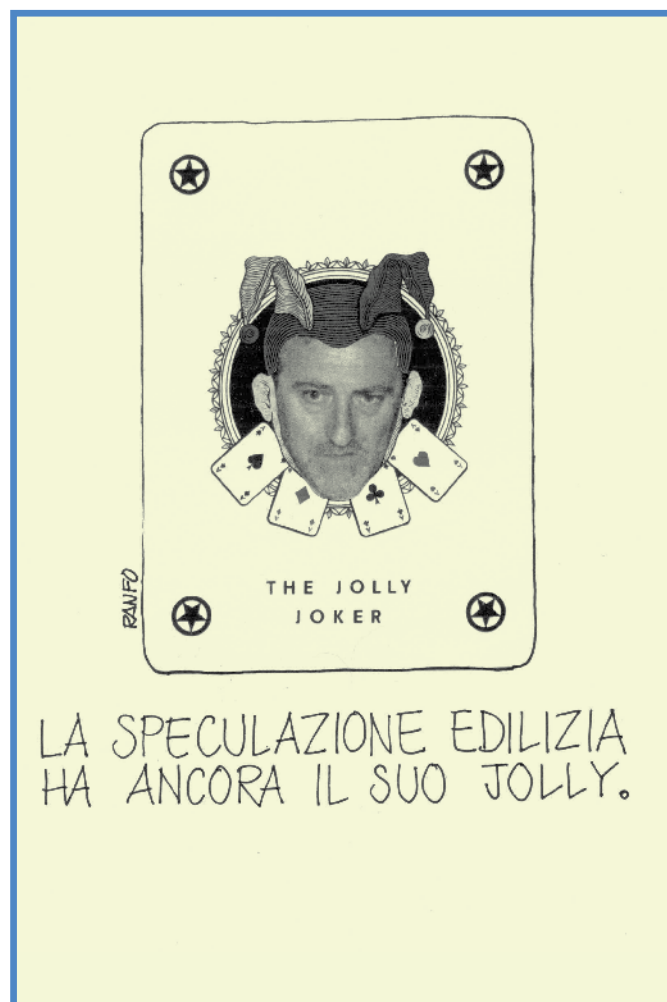 THE JOLLY
JOKER
RANFO
LA SPECULAZIONE EDILIZIA
HA ANCORA IL SUO JOLLY.